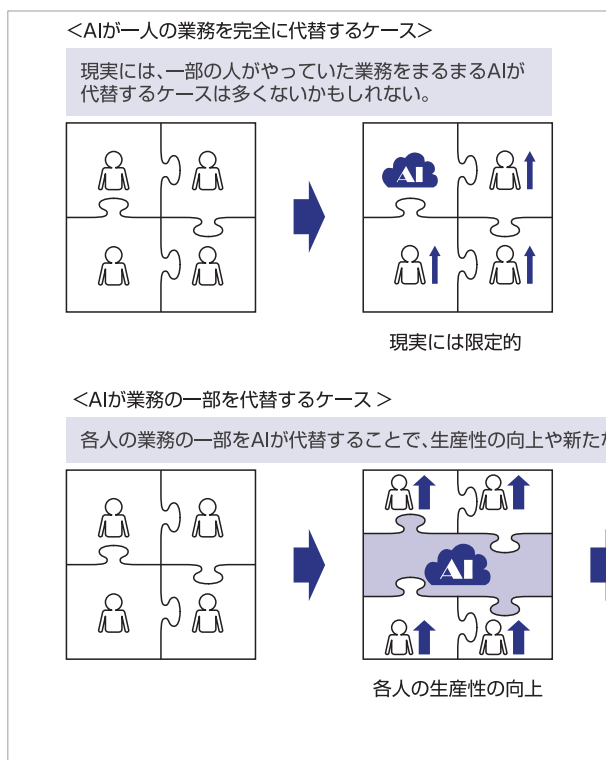 ＜AIが一人の業務を完全に代替するケース＞
現実には、一部の人がやっていた業務をまるまるAIが
代替するケースは多くないかもしれない。
AI
現実には限定的
＜AIが業務の一部を代替するケース ＞
各人の業務の一部をAIが代替することで、生産性の向上や新た
AI
各人の生産性の向上